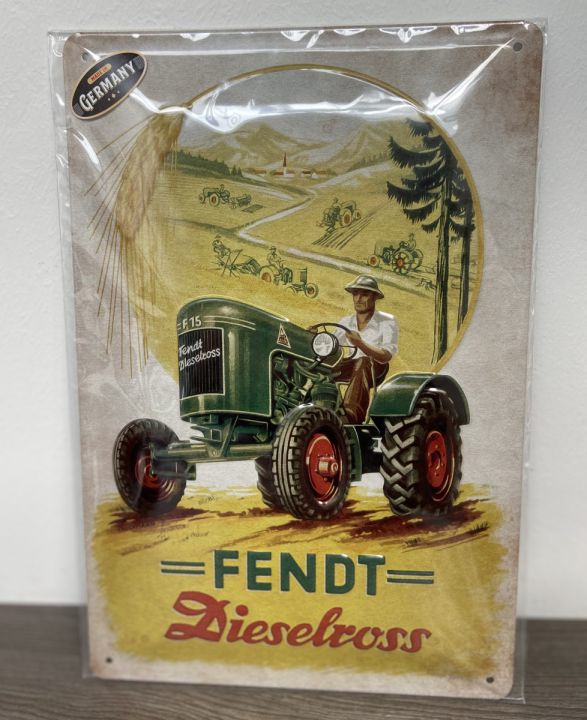 MADE IN
GERMANY
F 15
Fendt
Dieselross
FENDT
Dieselross